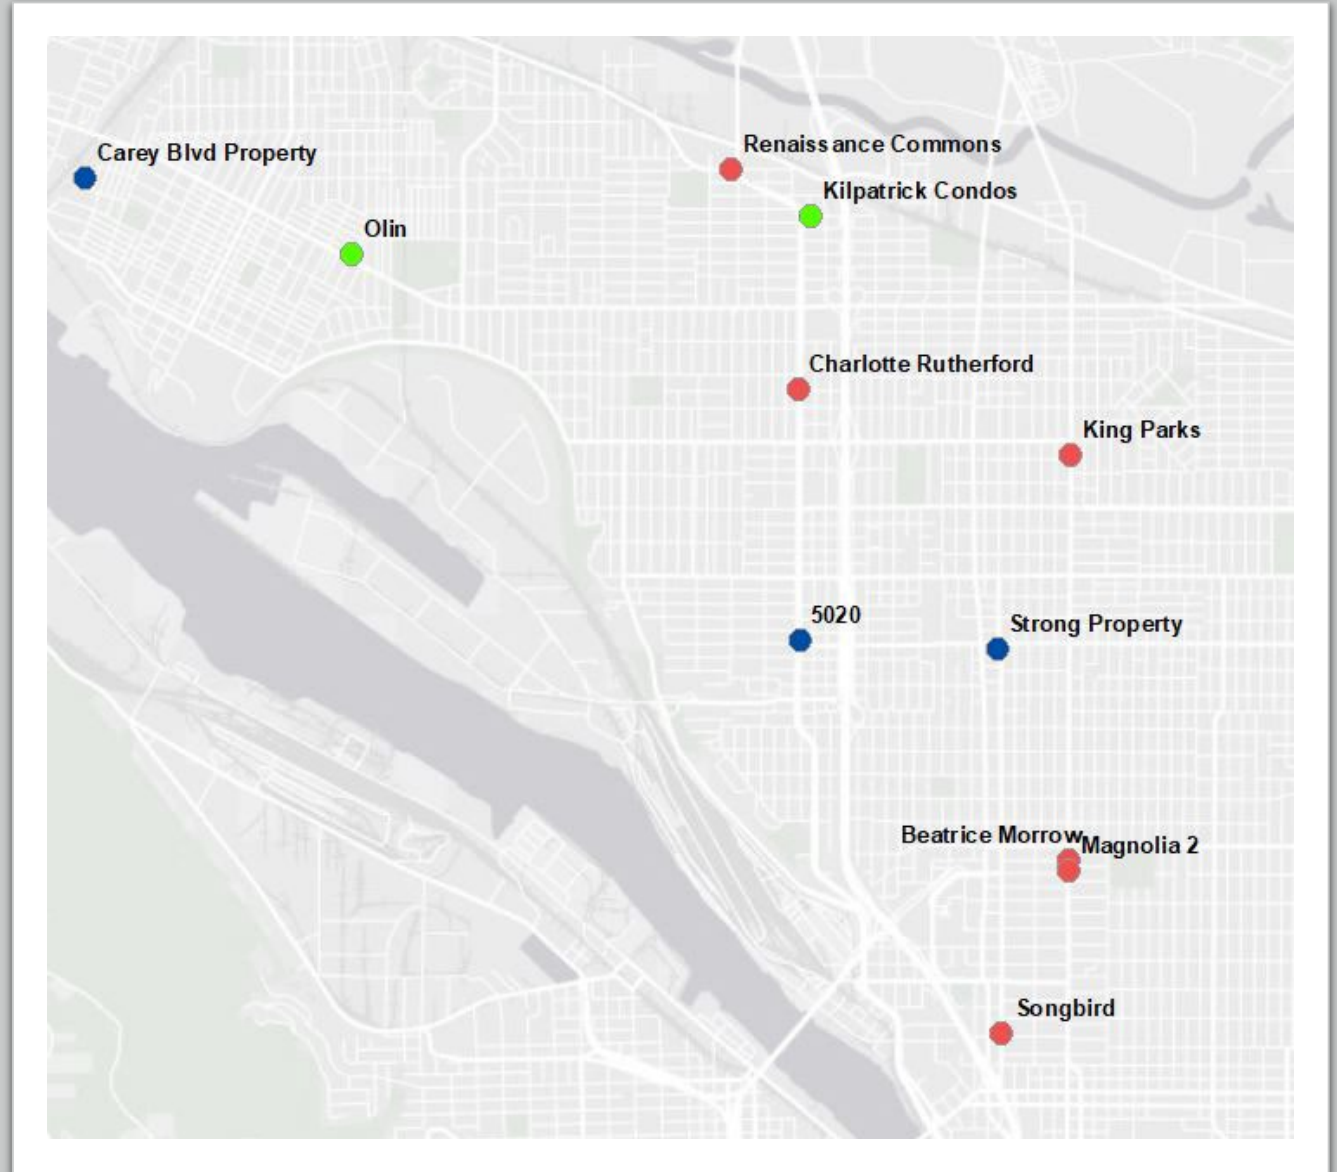 Renaissance Commons
Carey Blvd Property
Kilpatrick Condos
Olin
Charlotte Rutherford
King Parks
5020
Strong Property
Beatrice Morrow
Magnolia 2
Songbird